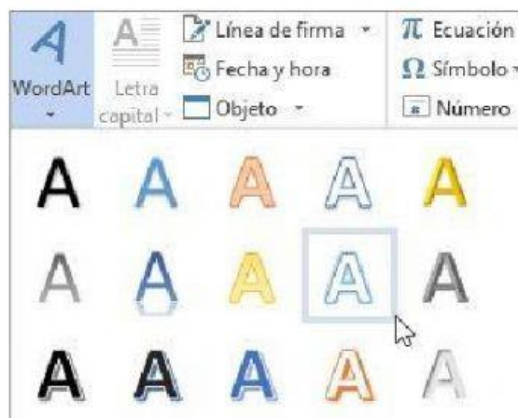 Línea de firma
π Ecuación
Fecha y hora
Ω Símbolo
WordArt
Letra
capital
Objeto
# Número
A A A A A
A A A A A
A A A A A